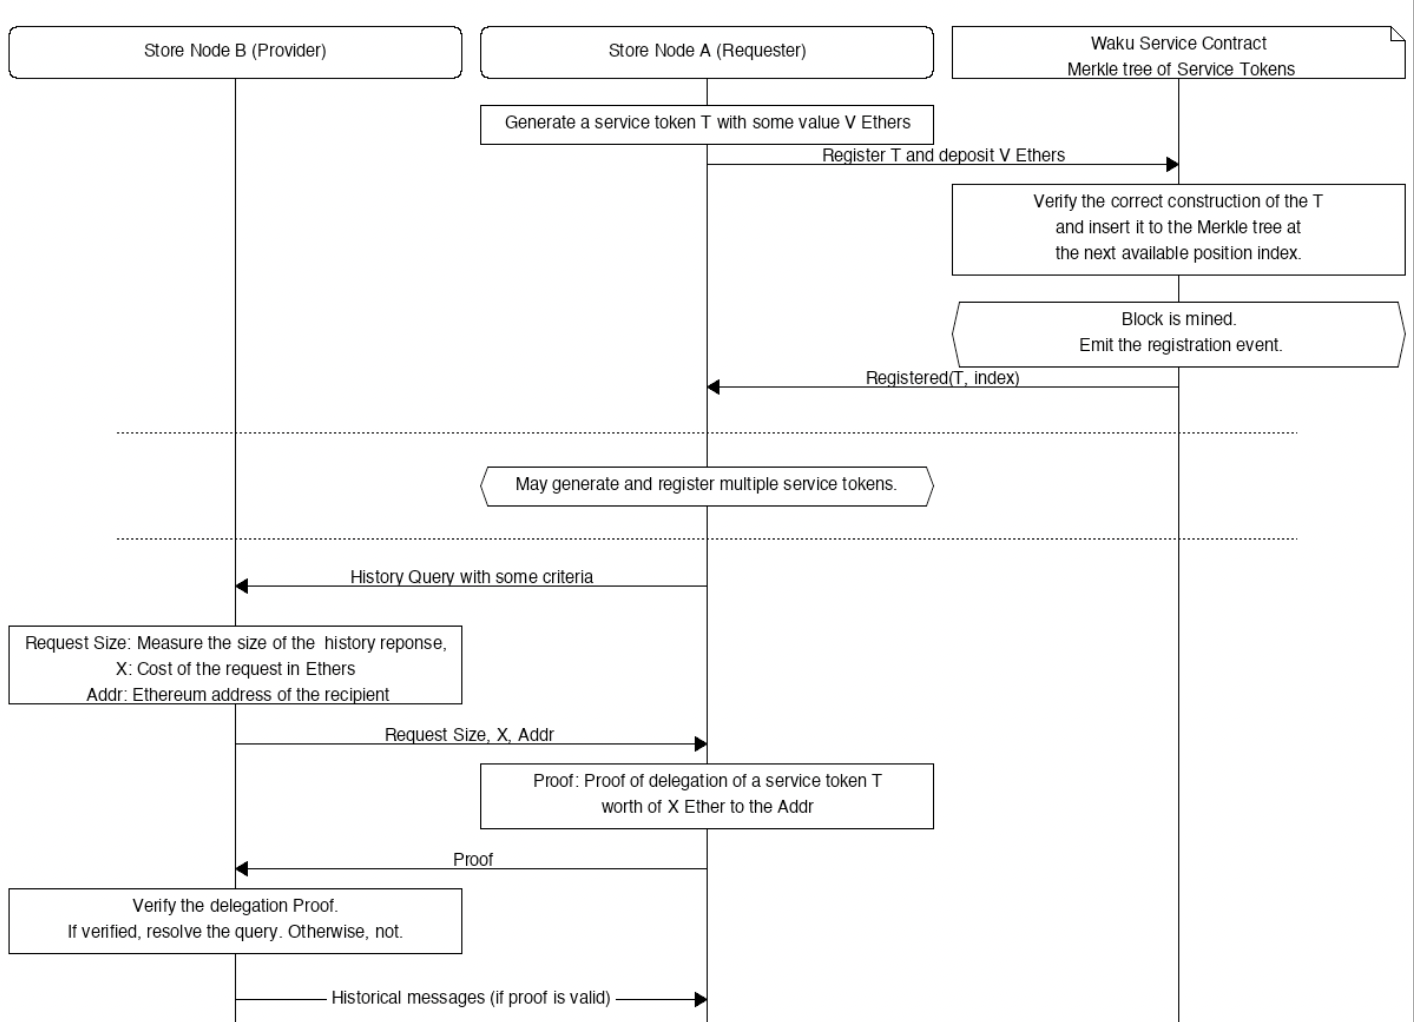 Store Node B (Provider)
Store Node A (Requester)
Waku Service Contract
Merkle tree of Service Tokens
Generate a service token T with some value V Ethers
Register T and deposit V Ethers
Verify the correct construction of the T
and insert it to the Merkle tree at
the next available position index.
Block is mined.
Emit the registration event.
Registered(T, index)
May generate and register multiple service tokens.
History Query with some criteria
Request Size: Measure the size of the  history reponse,
X: Cost of the request in Ethers
Addr: Ethereum address of the recipient
Request Size, X, Addr
Proof: Proof of delegation of a service token T
worth of X Ether to the Addr
Proof
Verify the delegation Proof.
If verified, resolve the query. Otherwise, not.
Historical messages (if proof is valid)